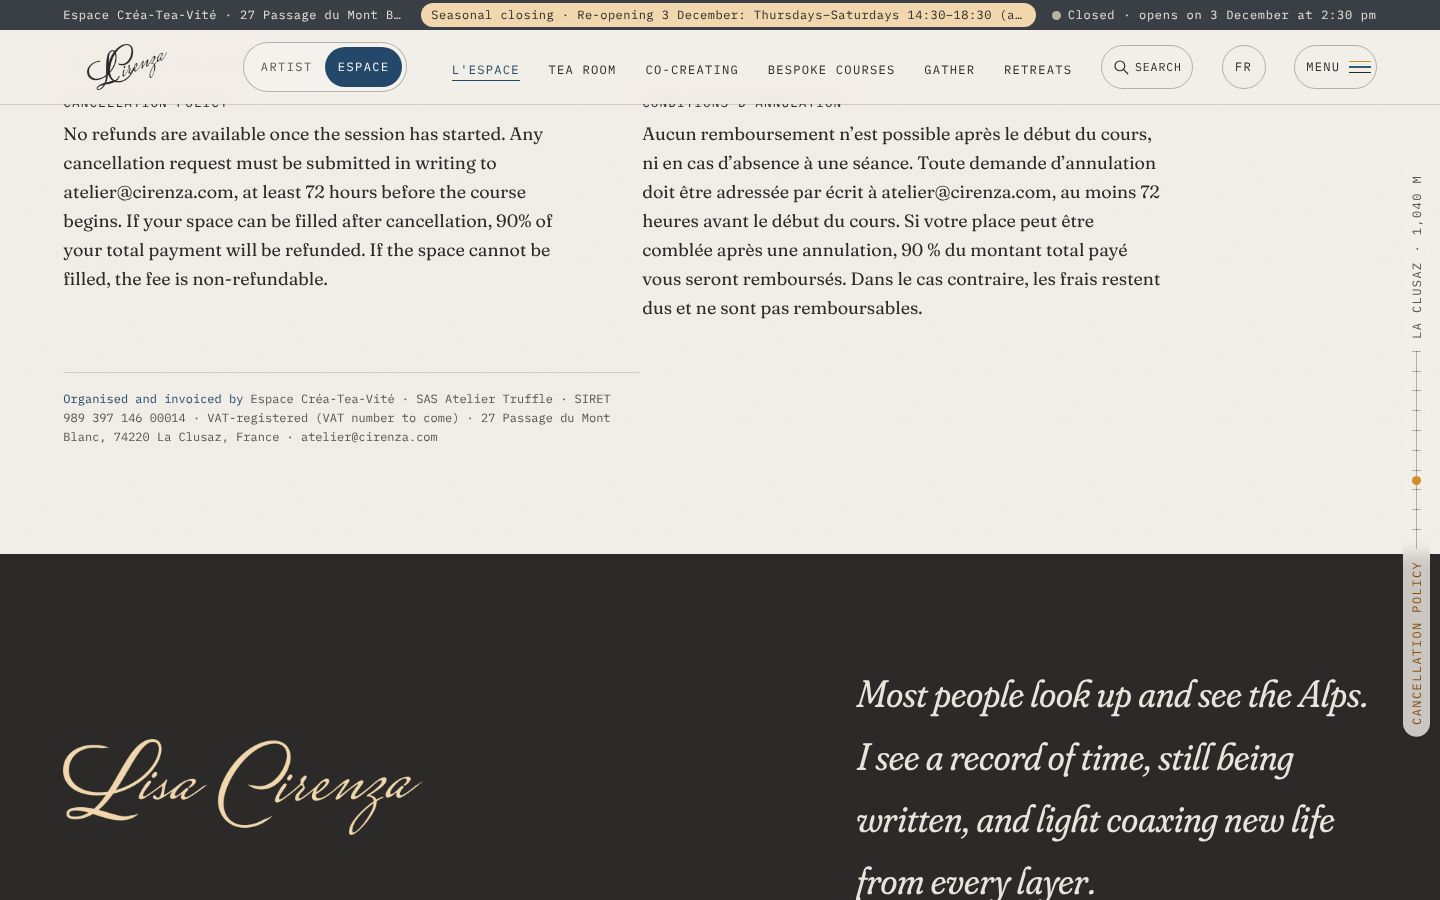 Espace Créa-Tea-Vité · 27 Passage du Mont B…
Seasonal closing · Re-opening 3 December: Thursdays–Saturdays 14:30–18:30 (a…
Closed · opens on 3 December at 2:30 pm
Cirenza
ARTIST
ESPACE
L'ESPACE
TEA ROOM
CO-CREATING
BESPOKE COURSES
GATHER
RETREATS
SEARCH
FR
MENU
CANCELLATION POLICY
No refunds are available once the session has started. Any
cancellation request must be submitted in writing to
atelier@cirenza.com, at least 72 hours before the course
begins. If your space can be filled after cancellation, 90% of
your total payment will be refunded. If the space cannot be
filled, the fee is non-refundable.
CONDITIONS D'ANNULATION
Aucun remboursement n’est possible après le début du cours,
ni en cas d’absence à une séance. Toute demande d’annulation
doit être adressée par écrit à atelier@cirenza.com, au moins 72
heures avant le début du cours. Si votre place peut être
comblée après une annulation, 90 % du montant total payé
vous seront remboursés. Dans le cas contraire, les frais restent
dus et ne sont pas remboursables.
Organised and invoiced by Espace Créa-Tea-Vité · SAS Atelier Truffle · SIRET
989 397 146 00014 · VAT-registered (VAT number to come) · 27 Passage du Mont
Blanc, 74220 La Clusaz, France · atelier@cirenza.com
LA CLUSAZ · 1,040 M
CANCELLATION POLICY
Lisa Cirenza
Most people look up and see the Alps.
I see a record of time, still being
written, and light coaxing new life
from every layer.